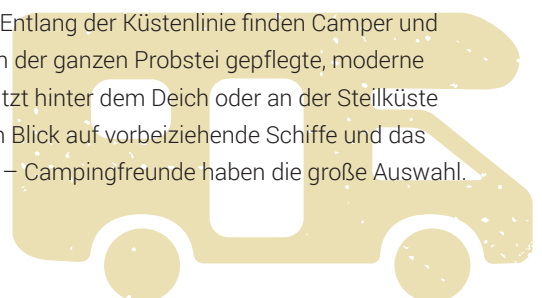 Entlang der Küstenlinie finden Camper und
der ganzen Probstei gepflegte, moderne
hinter dem Deich oder an der Steilküste
Blick auf vorbeiziehende Schiffe und das
– Campingfreunde haben die große Auswahl.